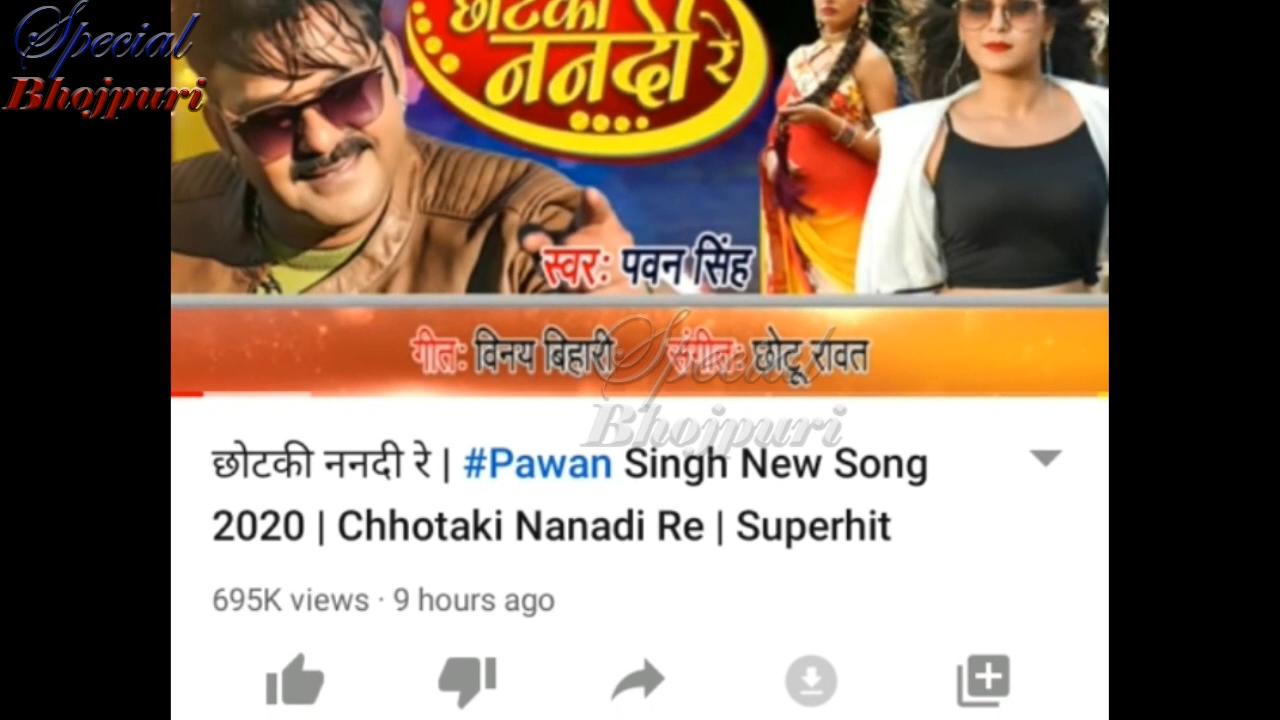 Special
Bhojpuri
छोटकी
ननदी रे
स्वरः पवन सिंह
गीतः विनय बिहारी संगीतः छोटू रावत
Special
Bhojpuri
छोटकी ननदी रे | #Pawan Singh New Song
2020 | Chhotaki Nanadi Re | Superhit
695K views · 9 hours ago